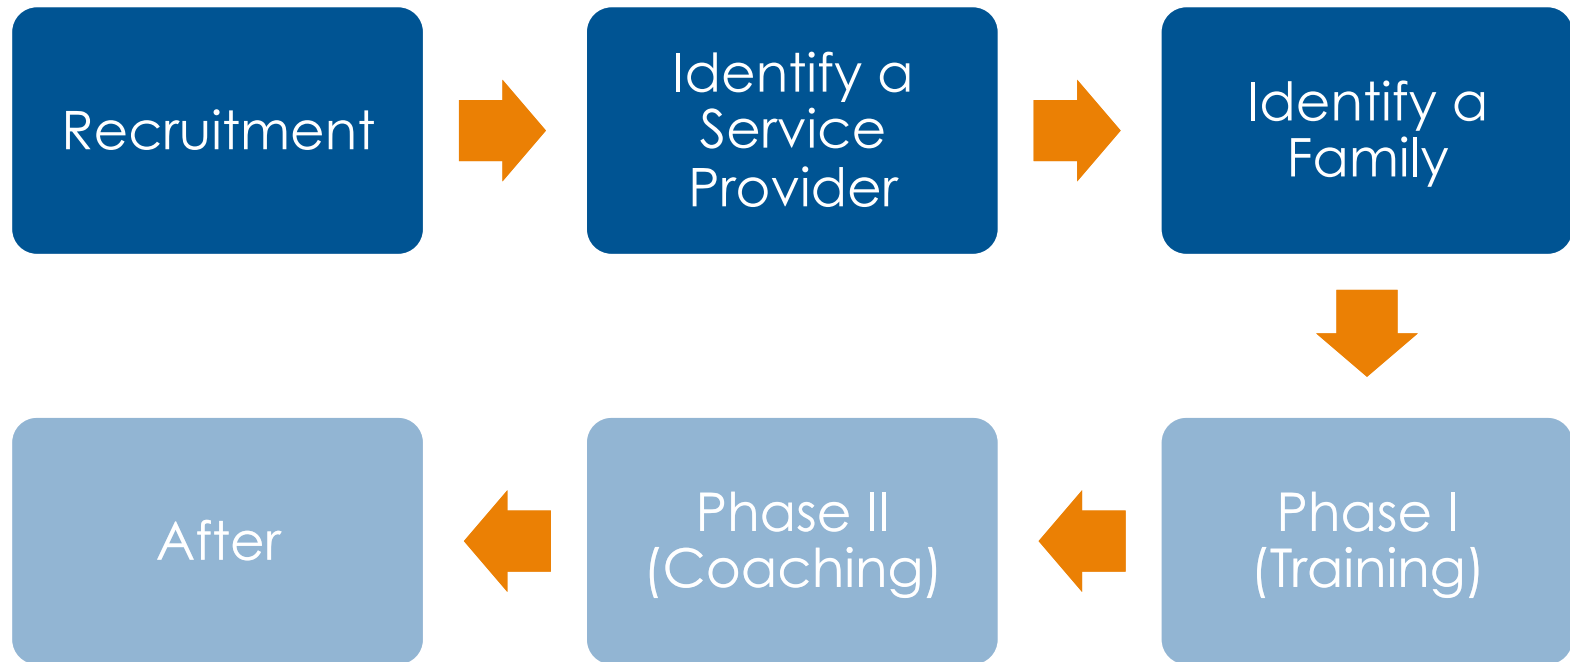 Recruitment
Identify a
Service
Provider
Identify a
Family
Phase I
(Training)
Phase II
(Coaching)
After